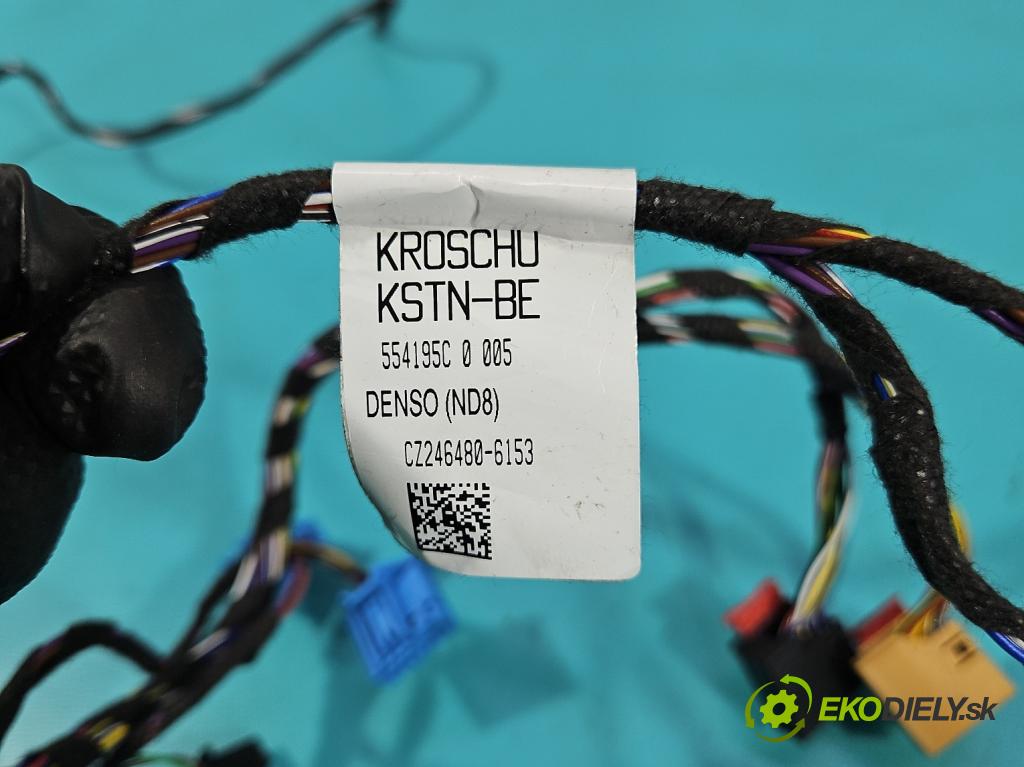 KROSCHU
KSTN-BE
554195C 0 005
DENSO (ND8)
CZ246480-6153
EKODIELY.sk